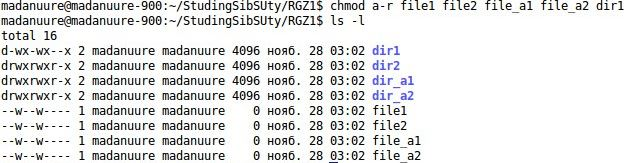 madanuure@madanuure-900:~/StudingSibSUty/RGZ1$ chmod a-r file1 file2 file_a1 file_a2 dir1
madanuure@madanuure-900:~/StudingSibSUty/RGZ1$ ls -l
total 16
d-wx-wx--x 2 madanuure madanuure 4096 нояб. 28 03:02 dir1
drwxrwxr-x 2 madanuure madanuure 4096 нояб. 28 03:02 dir2
drwxrwxr-x 2 madanuure madanuure 4096 нояб. 28 03:02 dir_a1
drwxrwxr-x 2 madanuure madanuure 4096 нояб. 28 03:02 dir_a2
--w--w---- 1 madanuure madanuure    0 нояб. 28 03:02 file1
--w--w---- 1 madanuure madanuure    0 нояб. 28 03:02 file2
--w--w---- 1 madanuure madanuure    0 нояб. 28 03:02 file_a1
--w--w---- 1 madanuure madanuure    0 нояб. 28 03:02 file_a2